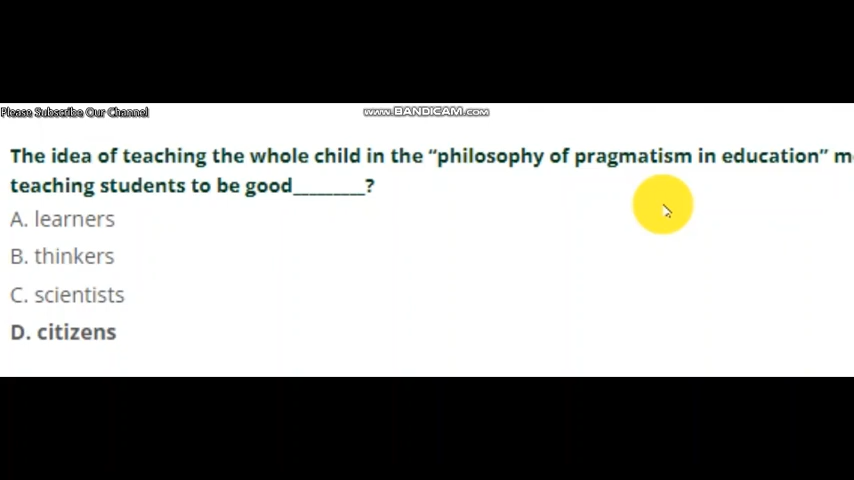 Please Subscribe Our Channel
www.BANDICAM.com
The idea of teaching the whole child in the “philosophy of pragmatism in education” m
teaching students to be good_________?
A. learners
B. thinkers
C. scientists
D. citizens